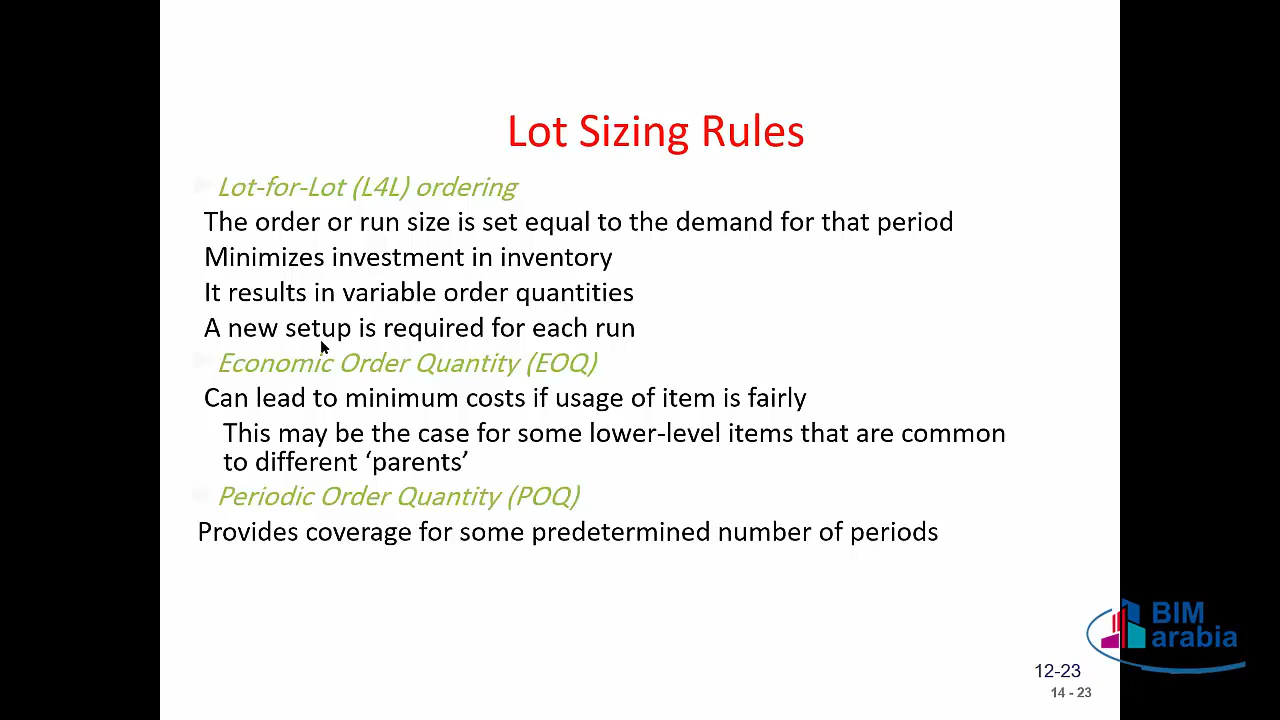 Lot Sizing Rules
Lot-for-Lot (L4L) ordering
The order or run size is set equal to the demand for that period
Minimizes investment in inventory
It results in variable order quantities
A new setup is required for each run
Economic Order Quantity (EOQ)
Can lead to minimum costs if usage of item is fairly
This may be the case for some lower-level items that are common
to different ‘parents’
Periodic Order Quantity (POQ)
Provides coverage for some predetermined number of periods
BIM
arabia
12-23
14 - 23